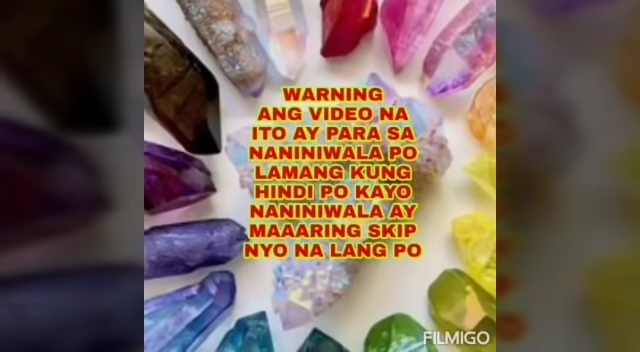 WARNING
ANG VIDEO NA
ITO AY PARA SA
NANINIWALA PO
LAMANG KUNG
HINDI PO KAYO
NANINIWALA AY
MAAARING SKIP
NYO NA LANG PO
FILMIGO